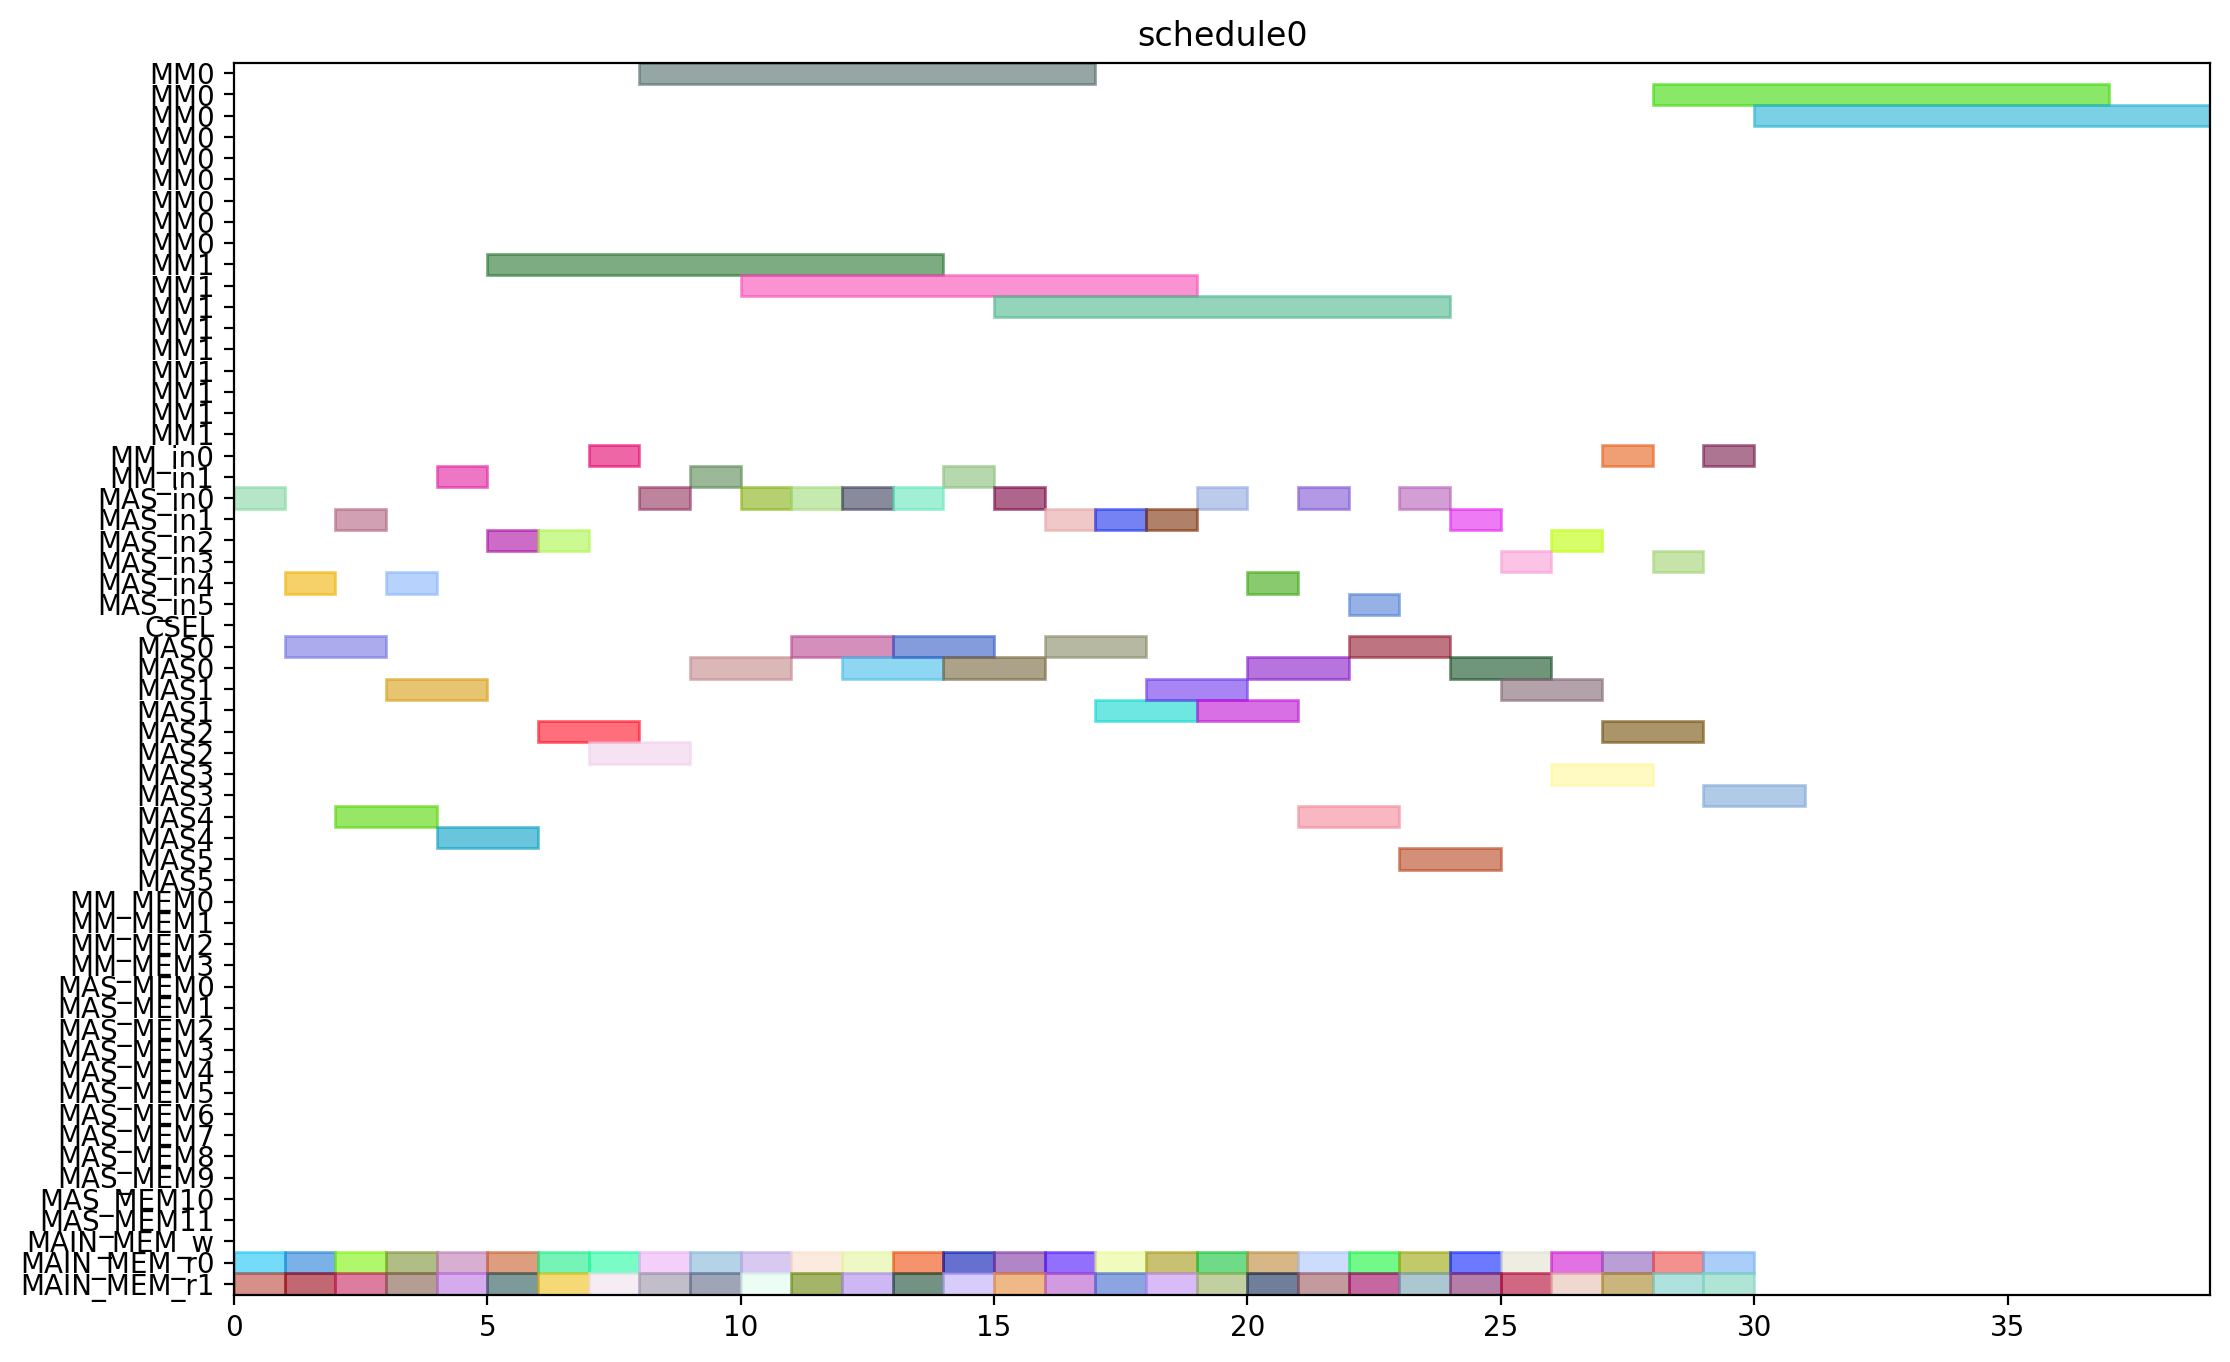 schedule0
MM0
MM0
MM0
MM0
MM0
MM0
MM0
MM0
MM0
MM1
MM1
MM1
MM1
MM1
MM1
MM1
MM1
MM1
MM_in0
MM_in1
MAS_in0
MAS_in1
MAS_in2
MAS_in3
MAS_in4
MAS_in5
CSEL
MAS0
MAS0
MAS1
MAS1
MAS2
MAS2
MAS3
MAS3
MAS4
MAS4
MAS5
MAS5
MM_MEM0
MM_MEM1
MM_MEM2
MM_MEM3
MAS_MEM0
MAS_MEM1
MAS_MEM2
MAS_MEM3
MAS_MEM4
MAS_MEM5
MAS_MEM6
MAS_MEM7
MAS_MEM8
MAS_MEM9
MAS_MEM10
MAS_MEM11
MAIN_MEM_w
MAIN_MEM_r0
MAIN_MEM_r1
0 5 10 15 20 25 30 35